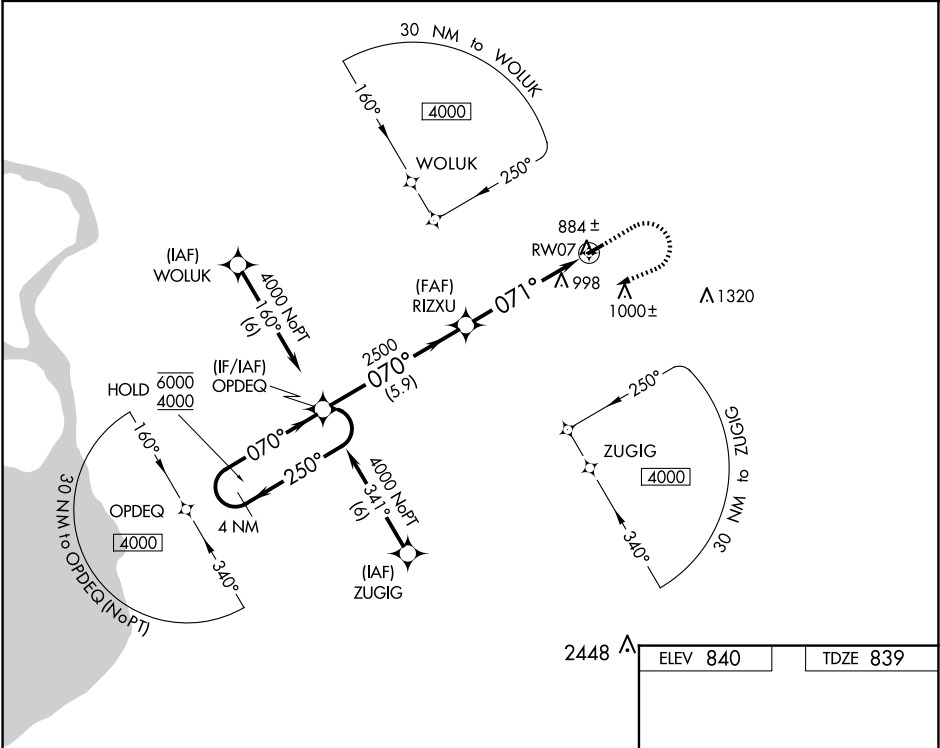 30 NM to WOLUK
160°
4000
WOLUK
250°
884 ±
RW07
998
1000 ±
1320
(IAF)
WOLUK
4000 NoPT
160°
(6)
(FAF)
RIZXU
071°
2500
070°
(5.9)
(IF/IAF)
OPDEQ
HOLD
6000
4000
070°
250°
4 NM
160°
OPDEQ
4000
340°
30 NM to OPDEQ (NoPT)
4000 NoPT
341°
(6)
(IAF)
ZUGIG
250°
ZUGIG
4000
340°
30 NM to ZUGIG
2448
ELEV 840
TDZE 839